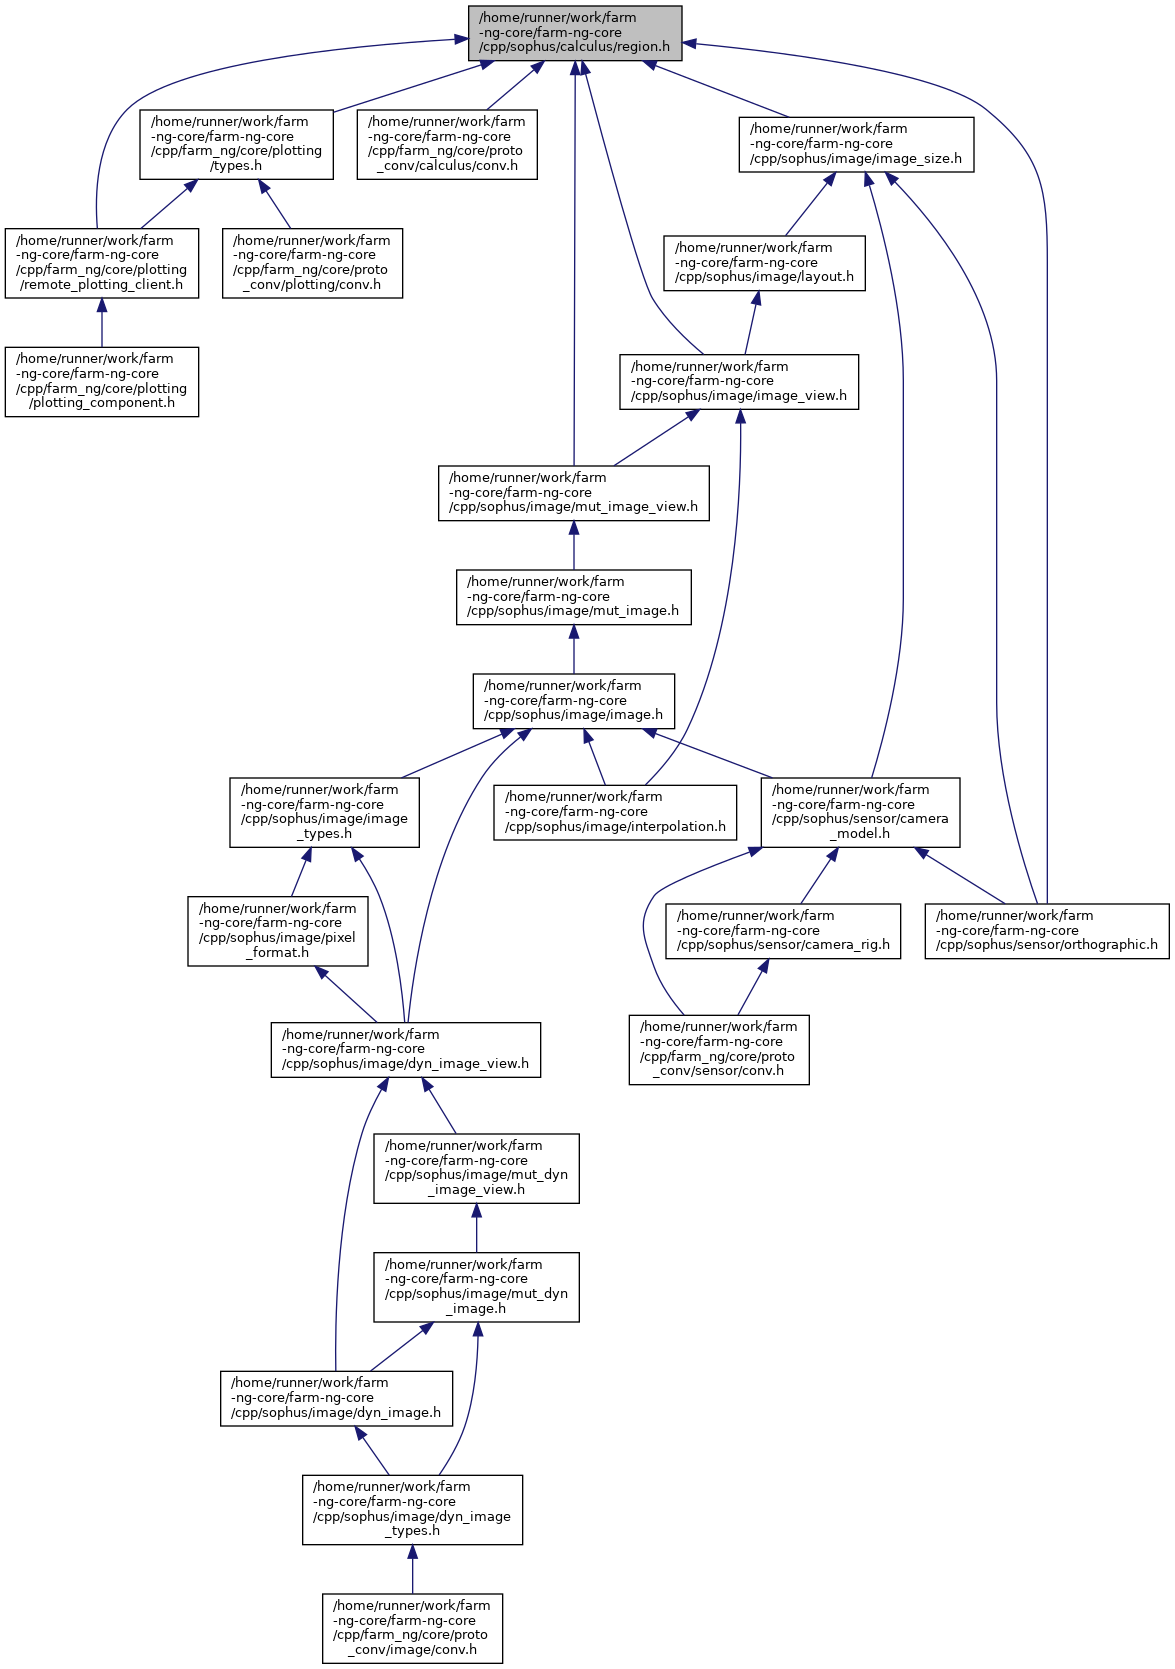 /home/runner/work/farm
-ng-core/farm-ng-core
/cpp/sophus/calculus/region.h
/home/runner/work/farm
-ng-core/farm-ng-core
/cpp/farm_ng/core/plotting
/types.h
/home/runner/work/farm
-ng-core/farm-ng-core
/cpp/farm_ng/core/proto
_conv/calculus/conv.h
/home/runner/work/farm
-ng-core/farm-ng-core
/cpp/sophus/image/image_size.h
/home/runner/work/farm
-ng-core/farm-ng-core
/cpp/farm_ng/core/plotting
/remote_plotting_client.h
/home/runner/work/farm
-ng-core/farm-ng-core
/cpp/farm_ng/core/proto
_conv/plotting/conv.h
/home/runner/work/farm
-ng-core/farm-ng-core
/cpp/sophus/image/layout.h
/home/runner/work/farm
-ng-core/farm-ng-core
/cpp/farm_ng/core/plotting
/plotting_component.h
/home/runner/work/farm
-ng-core/farm-ng-core
/cpp/sophus/image/image_view.h
/home/runner/work/farm
-ng-core/farm-ng-core
/cpp/sophus/image/mut_image_view.h
/home/runner/work/farm
-ng-core/farm-ng-core
/cpp/sophus/image/mut_image.h
/home/runner/work/farm
-ng-core/farm-ng-core
/cpp/sophus/image/image.h
/home/runner/work/farm
-ng-core/farm-ng-core
/cpp/sophus/image/image
_types.h
/home/runner/work/farm
-ng-core/farm-ng-core
/cpp/sophus/image/interpolation.h
/home/runner/work/farm
-ng-core/farm-ng-core
/cpp/sophus/sensor/camera
_model.h
/home/runner/work/farm
-ng-core/farm-ng-core
/cpp/sophus/image/pixel
_format.h
/home/runner/work/farm
-ng-core/farm-ng-core
/cpp/sophus/sensor/camera_rig.h
/home/runner/work/farm
-ng-core/farm-ng-core
/cpp/sophus/sensor/orthographic.h
/home/runner/work/farm
-ng-core/farm-ng-core
/cpp/sophus/image/dyn_image_view.h
/home/runner/work/farm
-ng-core/farm-ng-core
/cpp/farm_ng/core/proto
_conv/sensor/conv.h
/home/runner/work/farm
-ng-core/farm-ng-core
/cpp/sophus/image/mut_dyn
_image_view.h
/home/runner/work/farm
-ng-core/farm-ng-core
/cpp/sophus/image/mut_dyn
_image.h
/home/runner/work/farm
-ng-core/farm-ng-core
/cpp/sophus/image/dyn_image.h
/home/runner/work/farm
-ng-core/farm-ng-core
/cpp/sophus/image/dyn_image
_types.h
/home/runner/work/farm
-ng-core/farm-ng-core
/cpp/farm_ng/core/proto
_conv/image/conv.h